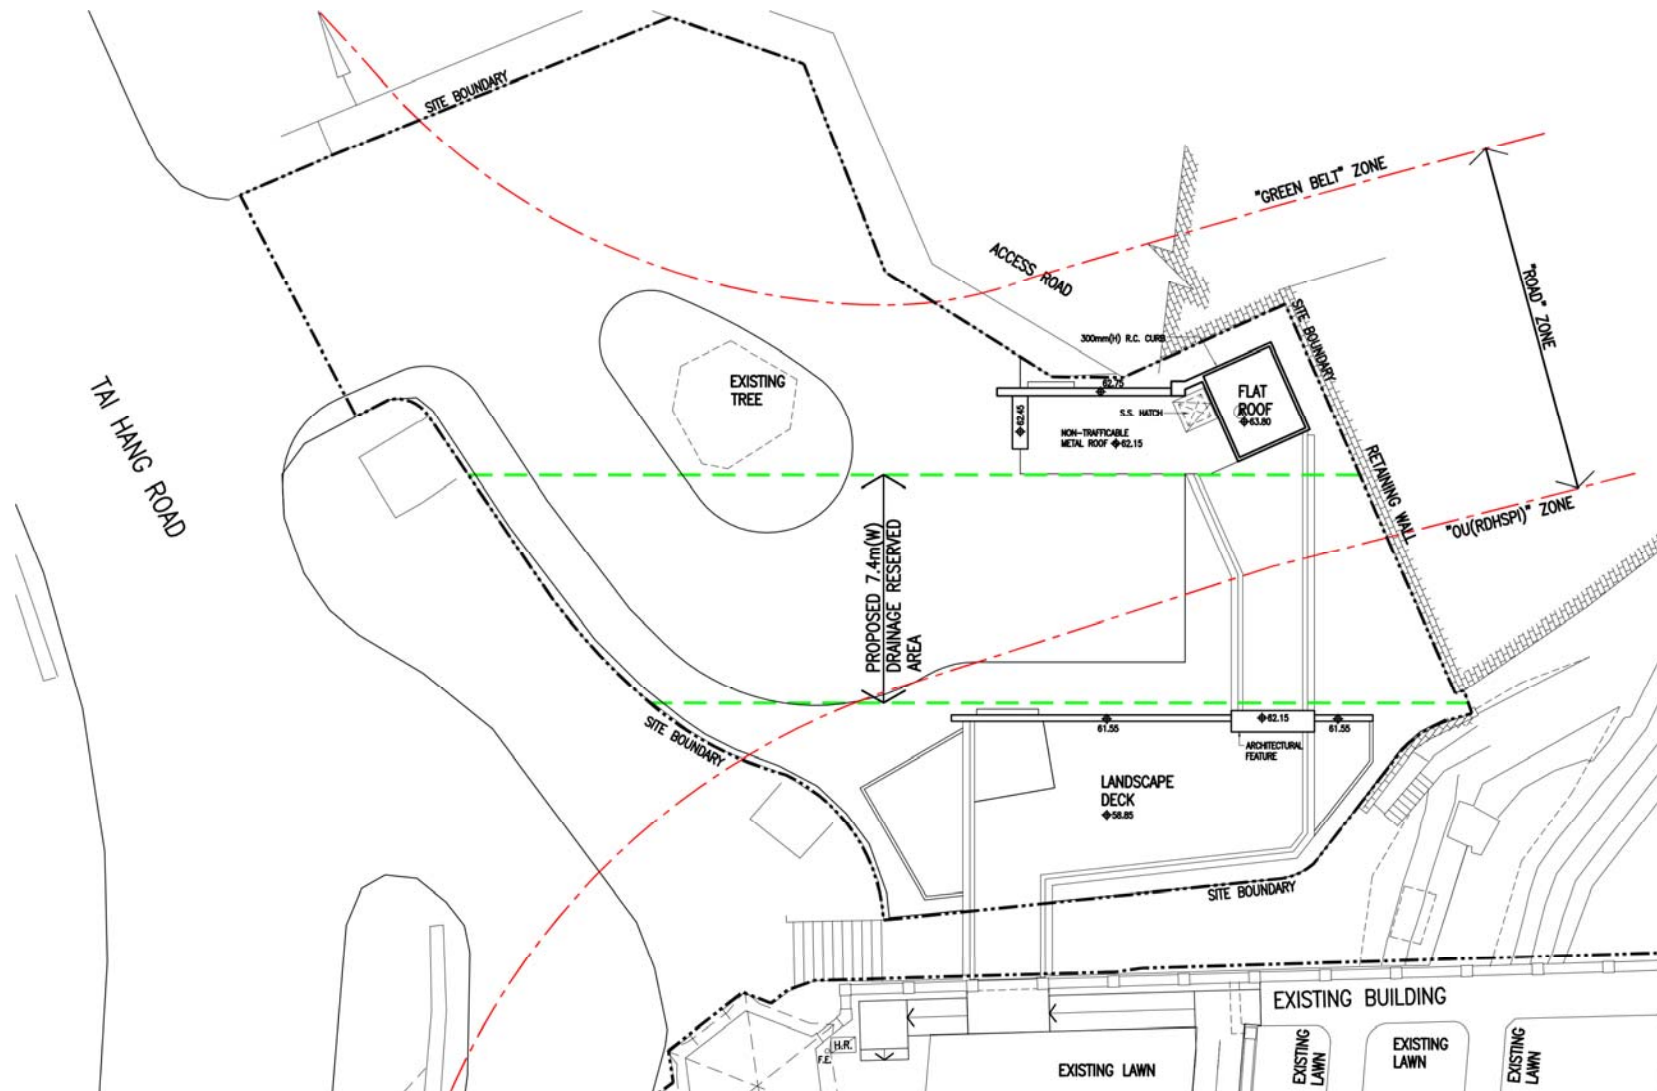 SITE BOUNDARY
"GREEN BELT" ZONE
ACCESS ROAD
"ROAD" ZONE
SITE BOUNDARY
300mm(H) R.C. CURB
TAI HANG ROAD
EXISTING
TREE
62.75
FLAT
ROOF
63.80
62.45
S.S. HATCH
NON-TRAFFICABLE
METAL ROOF 62.15
RETAINING WALL
"OU(RDHSPI)" ZONE
PROPOSED 7.4m(W)
DRAINAGE RESERVED
AREA
SITE BOUNDARY
61.55
62.15
61.55
ARCHITECTURAL
FEATURE
LANDSCAPE
DECK
58.85
SITE BOUNDARY
EXISTING BUILDING
H.R.
F.E.
EXISTING LAWN
EXISTING
LAWN
EXISTING
LAWN
EXISTING
LAWN